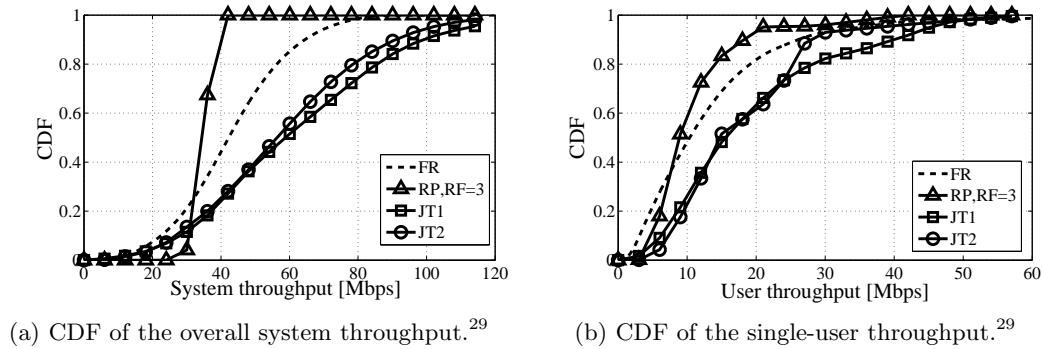 1
0.8
0.6
0.4
0.2
0
CDF
0 20 40 60 80 100 120
System throughput [Mbps]
FR
RP,RF=3
JT1
JT2
(a) CDF of the overall system throughput.29
1
0.8
0.6
0.4
0.2
0
CDF
0 10 20 30 40 50 60
User throughput [Mbps]
FR
RP,RF=3
JT1
JT2
(b) CDF of the single-user throughput.29